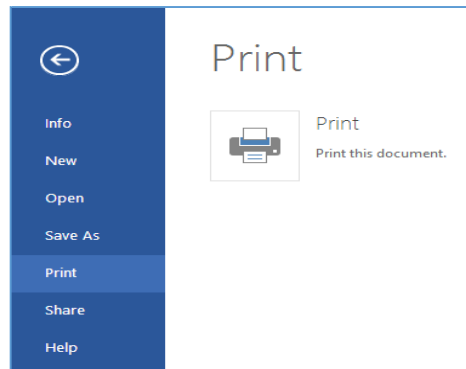 Print
Info
New
Open
Save As
Print
Share
Help
Print
Print this document.